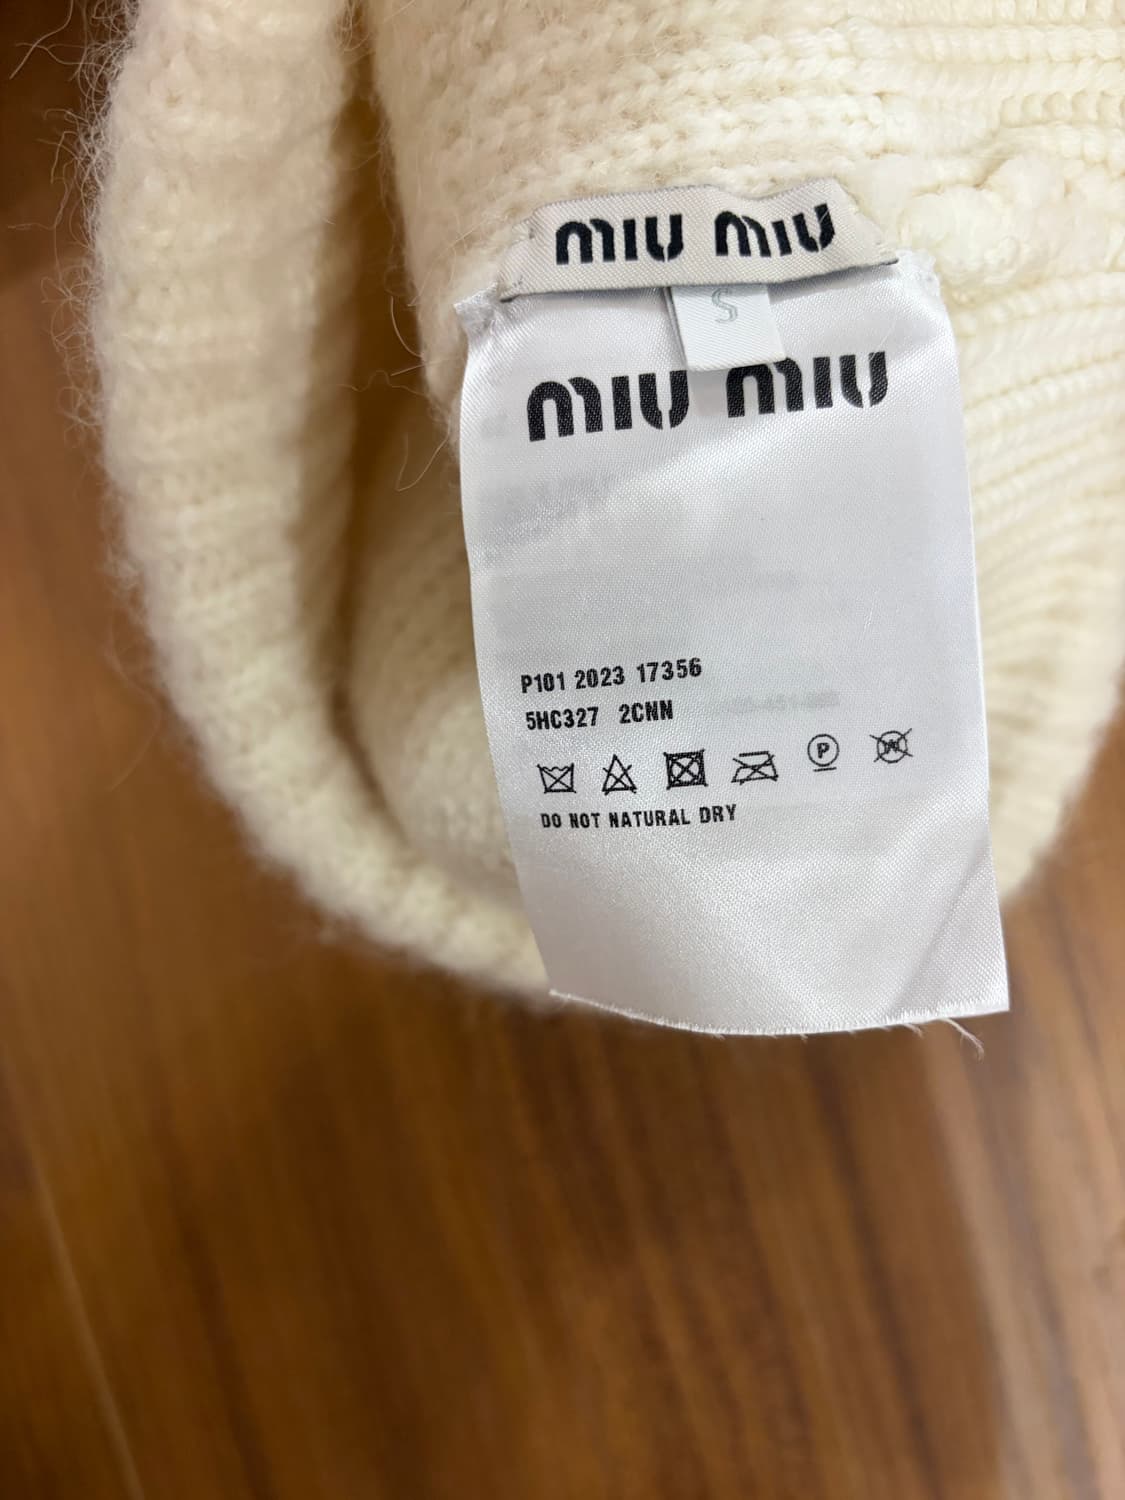 miu miu
S
miu miu
P101 2023 17356
5HC327 2CNN
P W
DO NOT NATURAL DRY